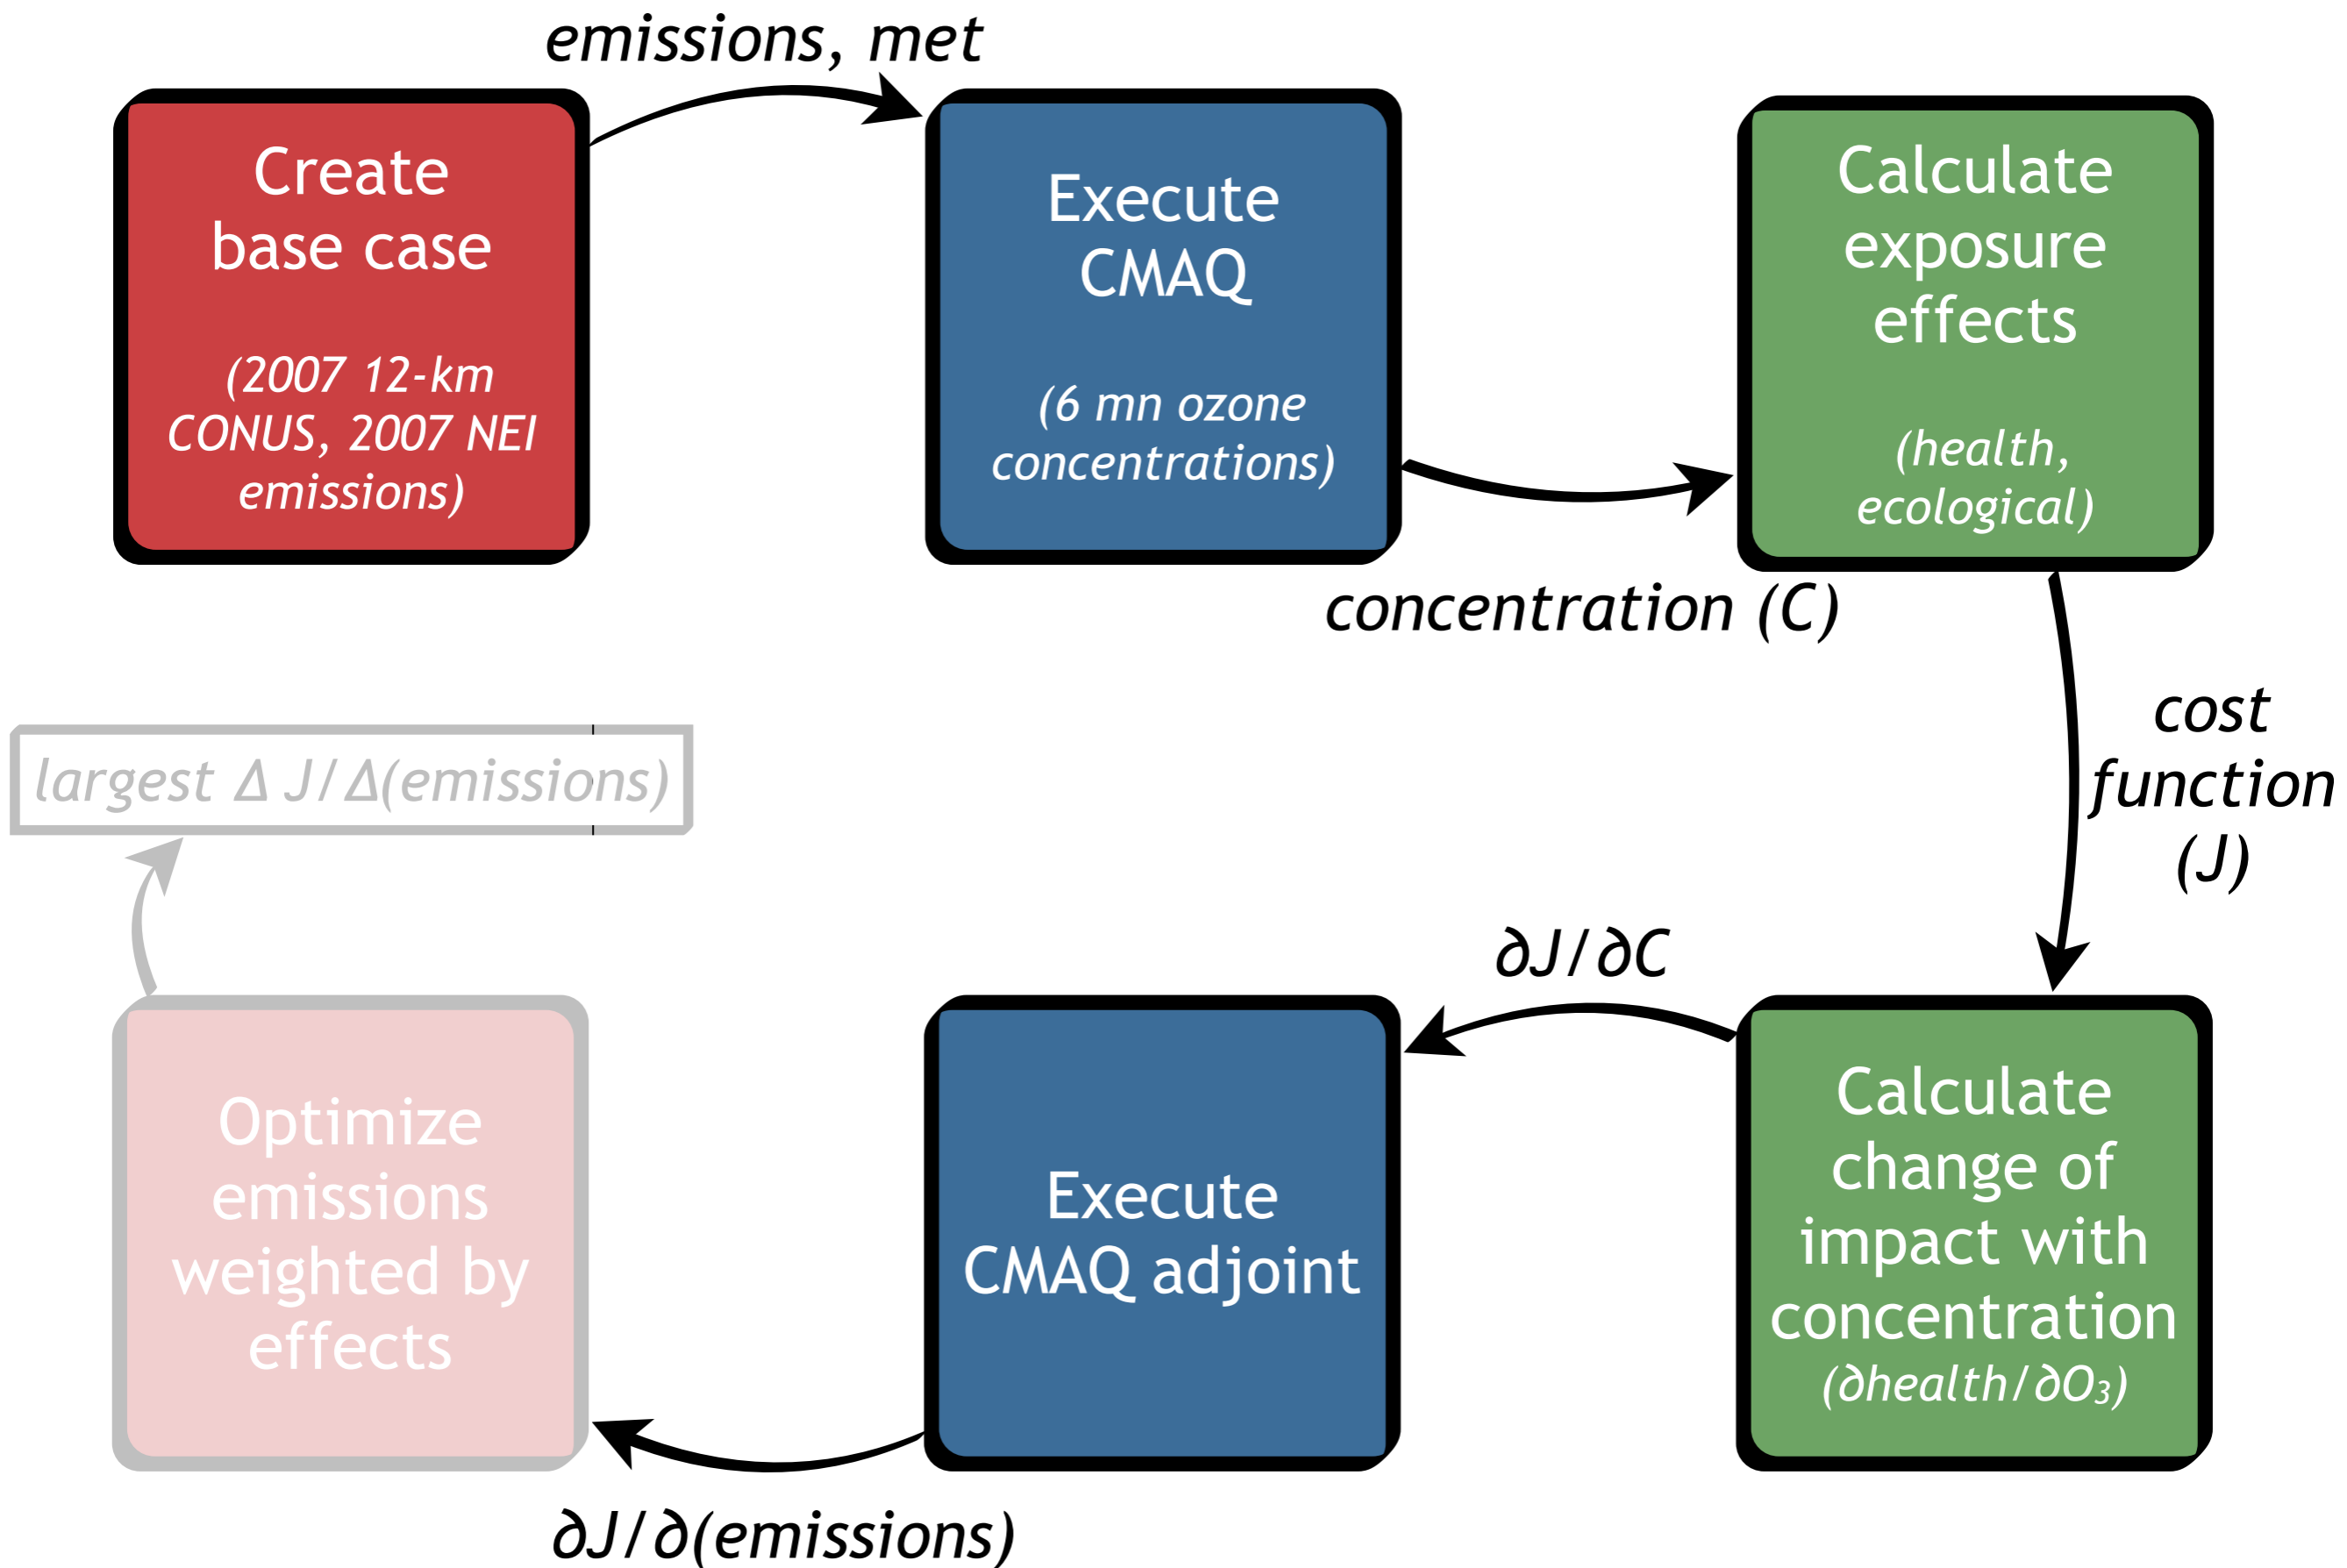 emissions, met
Create
base case
(2007 12-km
CONUS, 2007 NEI
emissions)
Execute
CMAQ
(6 mn ozone
concentrations)
Calculate
exposure
effects
(health,
ecological)
concentration (C)
cost
function
(J)
largest Δ J/Δ(emissions)
∂J/∂C
Optimize
emissions
weighted by
effects
Execute
CMAQ adjoint
Calculate
change of
impact with
concentration
(∂health/∂O₃)
∂J/∂(emissions)